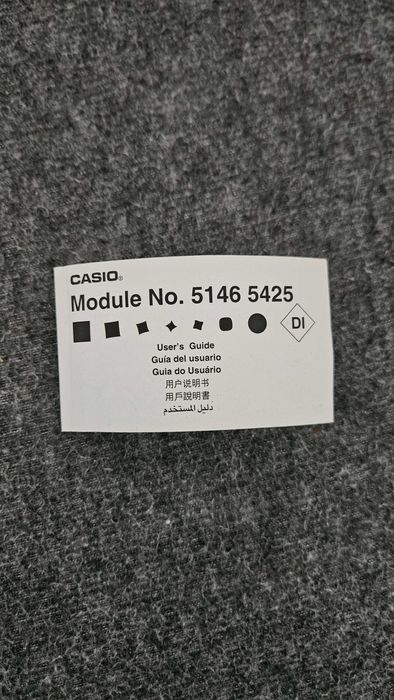 CASIO®
Module No. 5146 5425
DI
User's Guide
Guía del usuario
Guia do Usuário
用户说明书
用戶說明書
دليل المستخدم